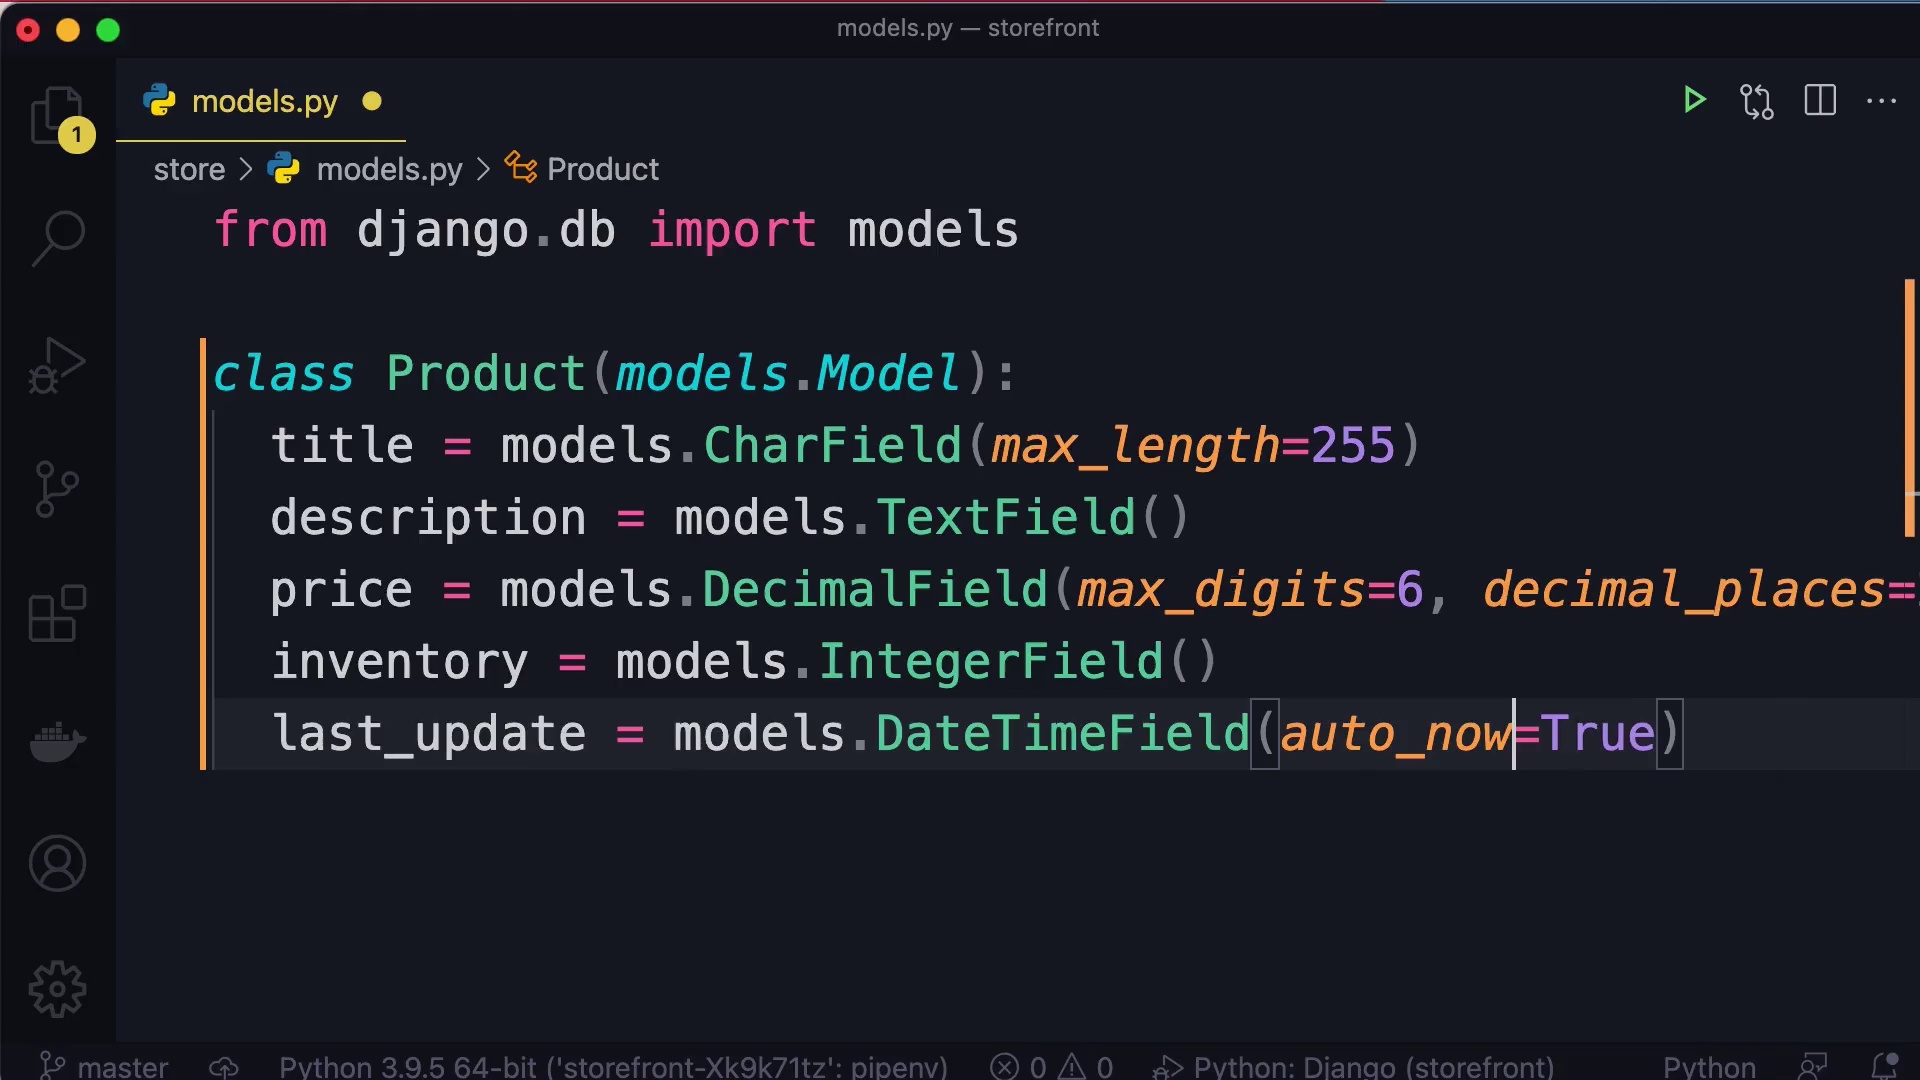 models.py — storefront
models.py
1
store > models.py > Product
from django.db import models
class Product(models.Model):
title = models.CharField(max_length=255)
description = models.TextField()
price = models.DecimalField(max_digits=6, decimal_places=
inventory = models.IntegerField()
last_update = models.DateTimeField(auto_now=True)
master Python 3.9.5 64-bit ('storefront-Xk9k71tz': pipenv) 0 0 Python: Django (storefront) Python